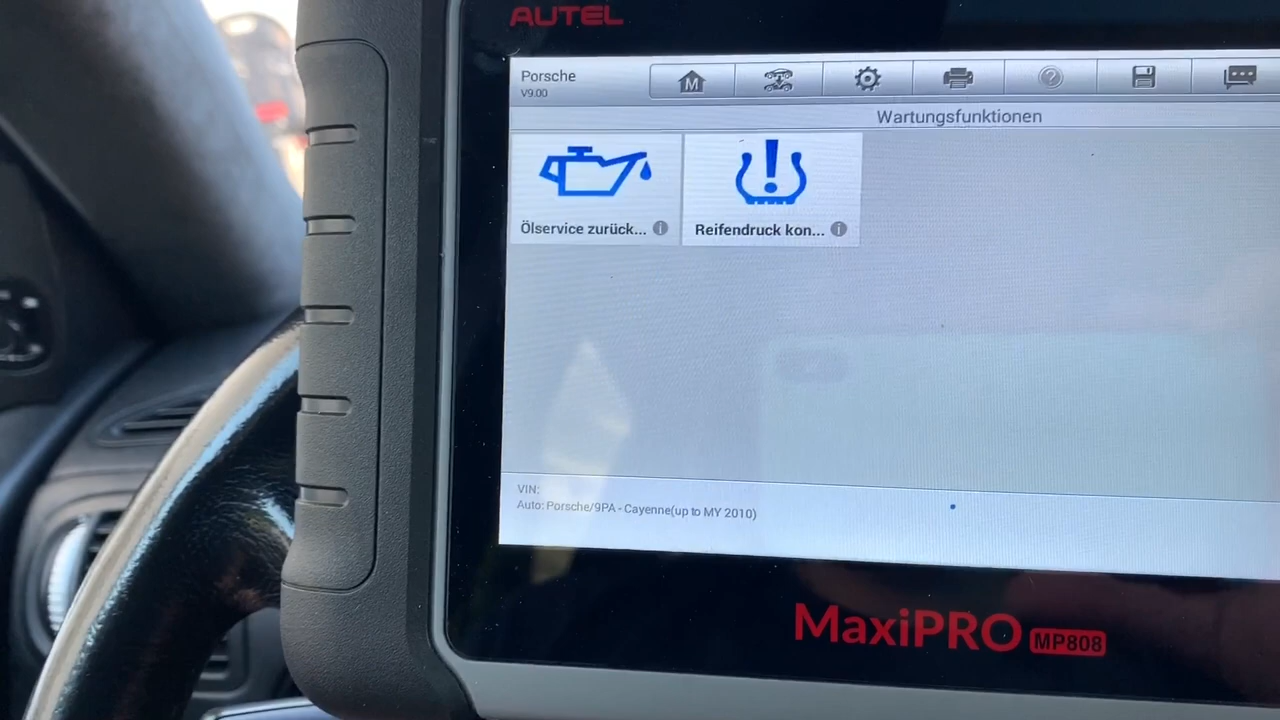 AUTEL
Porsche
V9.00
M
Wartungsfunktionen
Ölservice zurück...
Reifendruck kon...
VIN:
Auto: Porsche/9PA - Cayenne(up to MY 2010)
MaxiPRO MP808